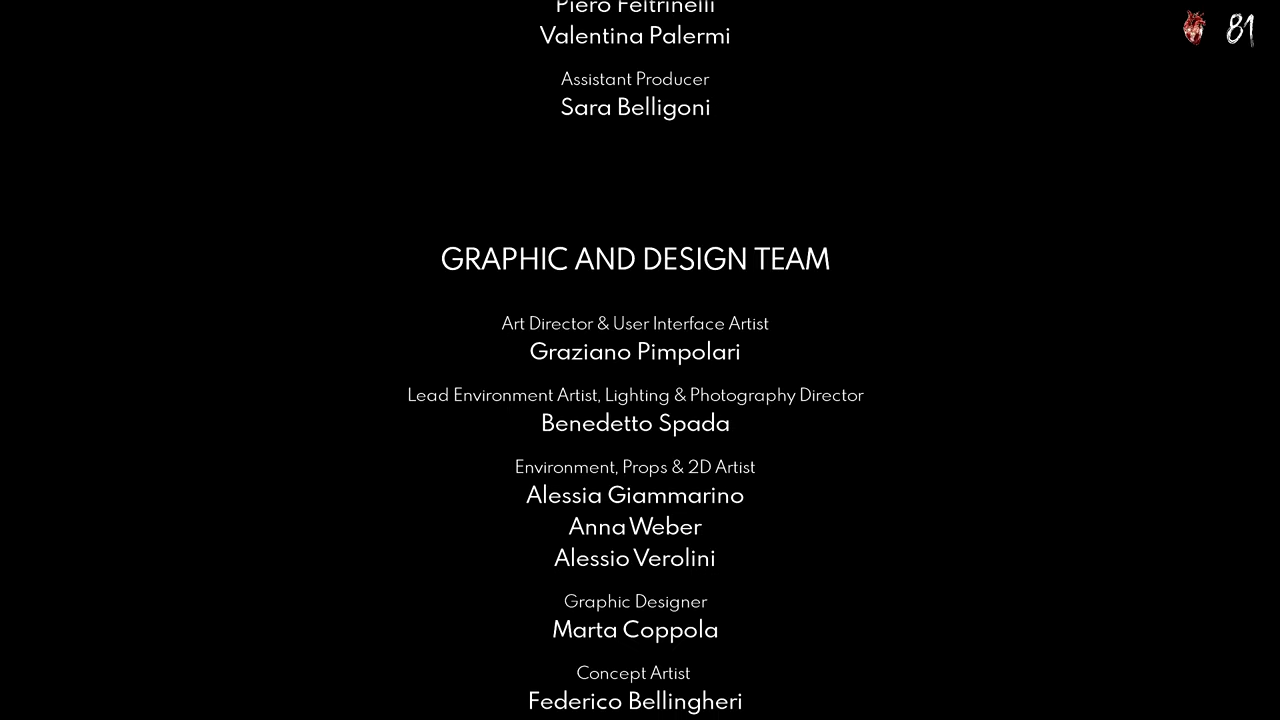 Piero Feltrinelli
81
Valentina Palermi
Assistant Producer
Sara Belligoni
GRAPHIC AND DESIGN TEAM
Art Director & User Interface Artist
Graziano Pimpolari
Lead Environment Artist, Lighting & Photography Director
Benedetto Spada
Environment, Props & 2D Artist
Alessia Giammarino
Anna Weber
Alessio Verolini
Graphic Designer
Marta Coppola
Concept Artist
Federico Bellingheri